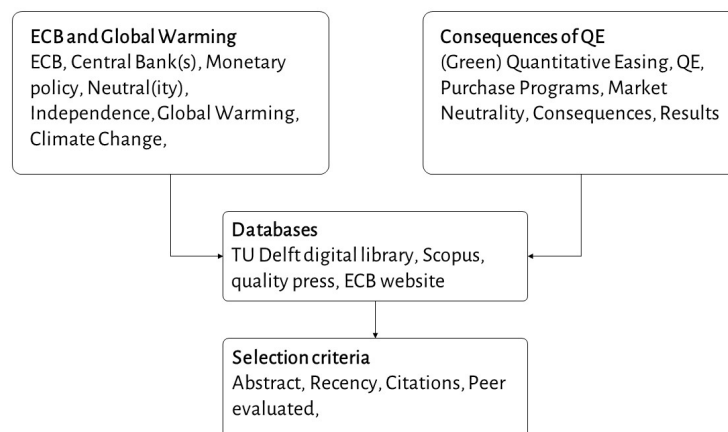 ECB and Global Warming
ECB, Central Bank(s), Monetary
policy, Neutral(ity),
Independence, Global Warming,
Climate Change,
Consequences of QE
(Green) Quantitative Easing, QE,
Purchase Programs, Market
Neutrality, Consequences, Results
Databases
TU Delft digital library, Scopus,
quality press, ECB website
Selection criteria
Abstract, Recency, Citations, Peer
evaluated,